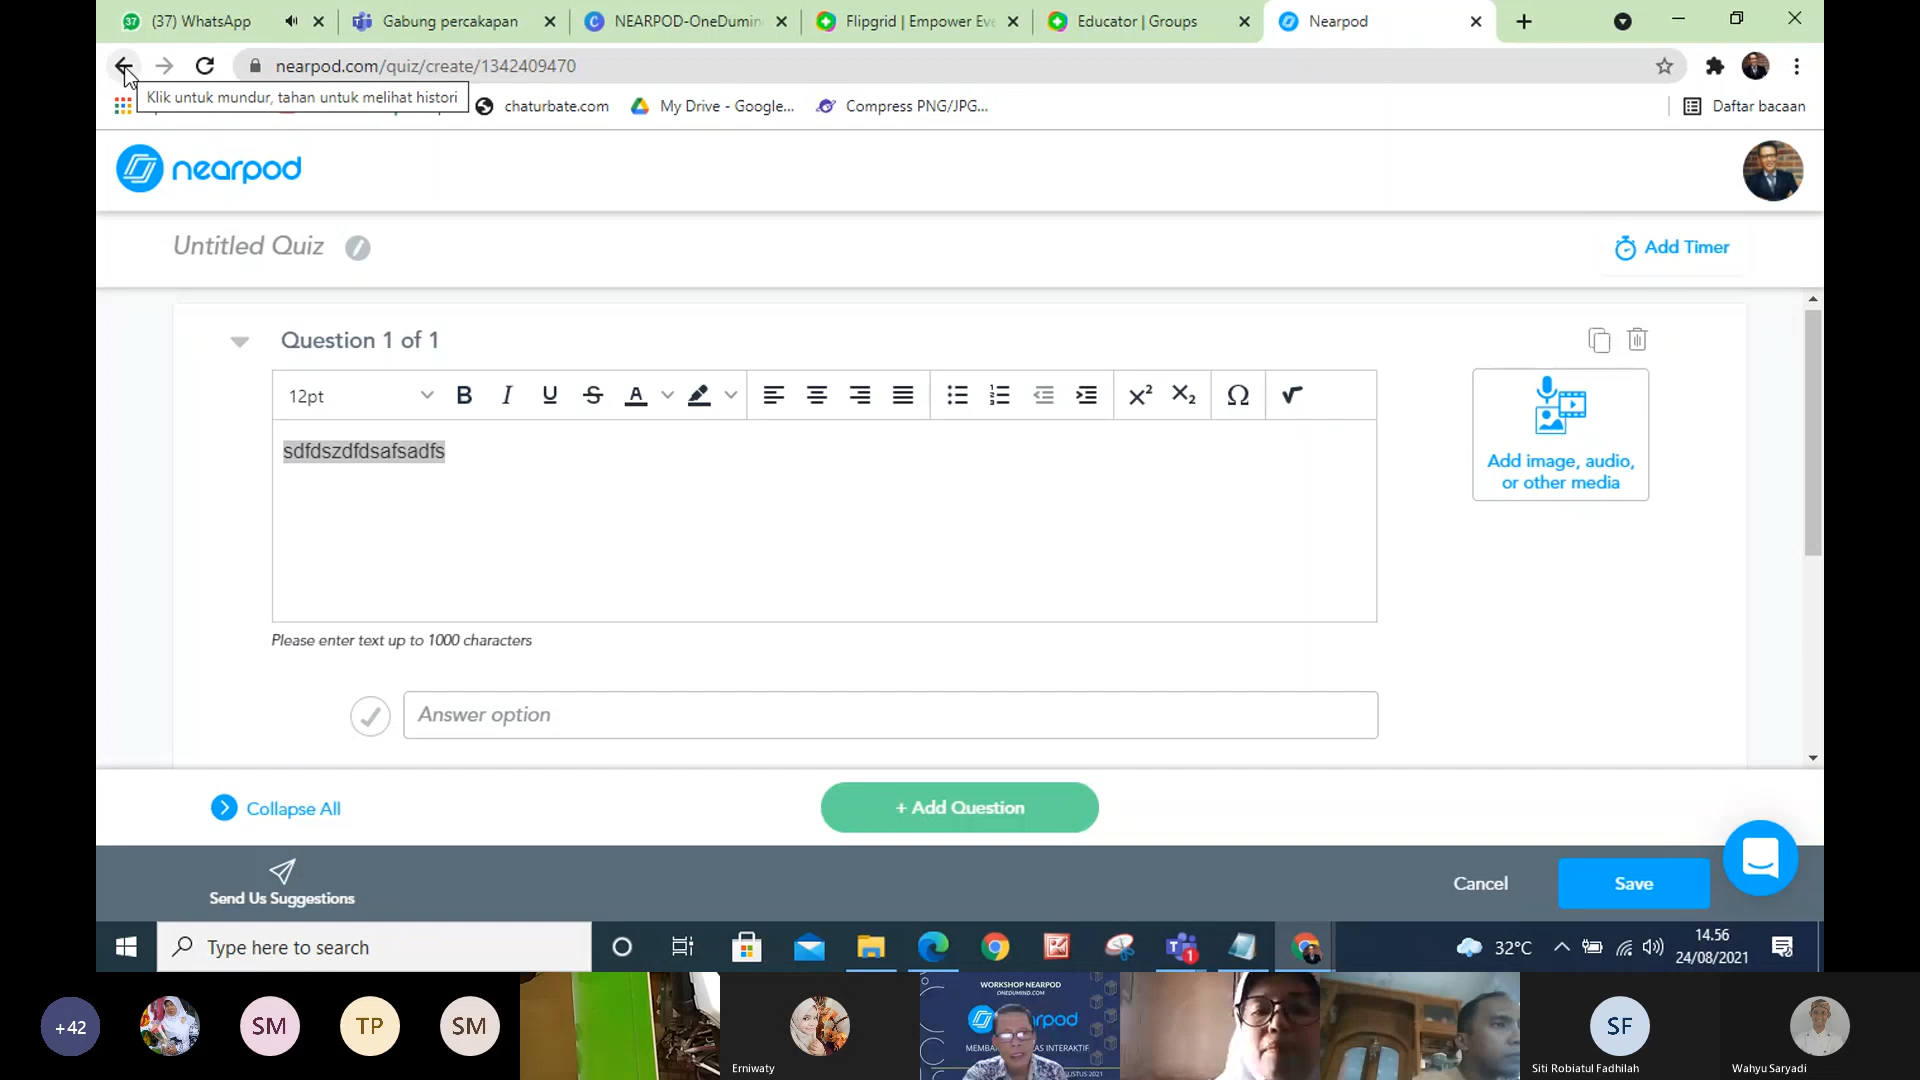 (37) WhatsApp
Gabung percakapan
NEARPOD-OneDumin
Flipgrid | Empower Eve
Educator | Groups
Nearpod
nearpod.com/quiz/create/1342409470
Klik untuk mundur, tahan untuk melihat histori
chaturbate.com
My Drive - Google...
Compress PNG/JPG...
Daftar bacaan
nearpod
Untitled Quiz
Add Timer
Question 1 of 1
12pt
sdfdszdfdsafsadfs
Add image, audio,
or other media
Please enter text up to 1000 characters
Answer option
Collapse All
+ Add Question
Send Us Suggestions
Cancel
Save
Type here to search
32°C
14.56
24/08/2021
+42
SM
TP
SM
Erniwaty
WORKSHOP NEARPOD
ONEDUMIND.COM
SF
Siti Robiatul Fadhilah
Wahyu Saryadi